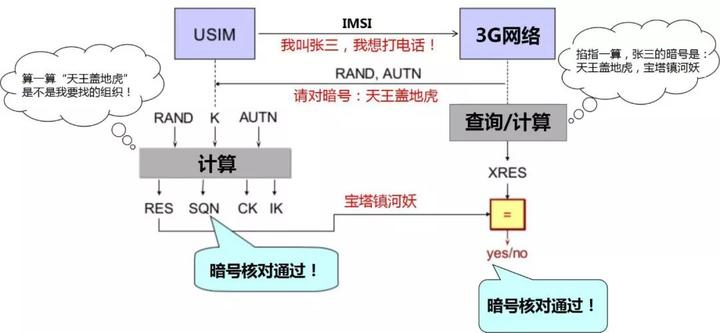 USIM
IMSI
我叫张三，我想打电话！
3G网络
RAND, AUTN
请对暗号：天王盖地虎
算一算“天王盖地虎”
是不是我要找的组织！
掐指一算，张三的暗号是：
天王盖地虎，宝塔镇河妖
RAND K AUTN
计算
查询/计算
XRES
RES SQN CK IK
宝塔镇河妖
=
yes/no
暗号核对通过！
暗号核对通过！